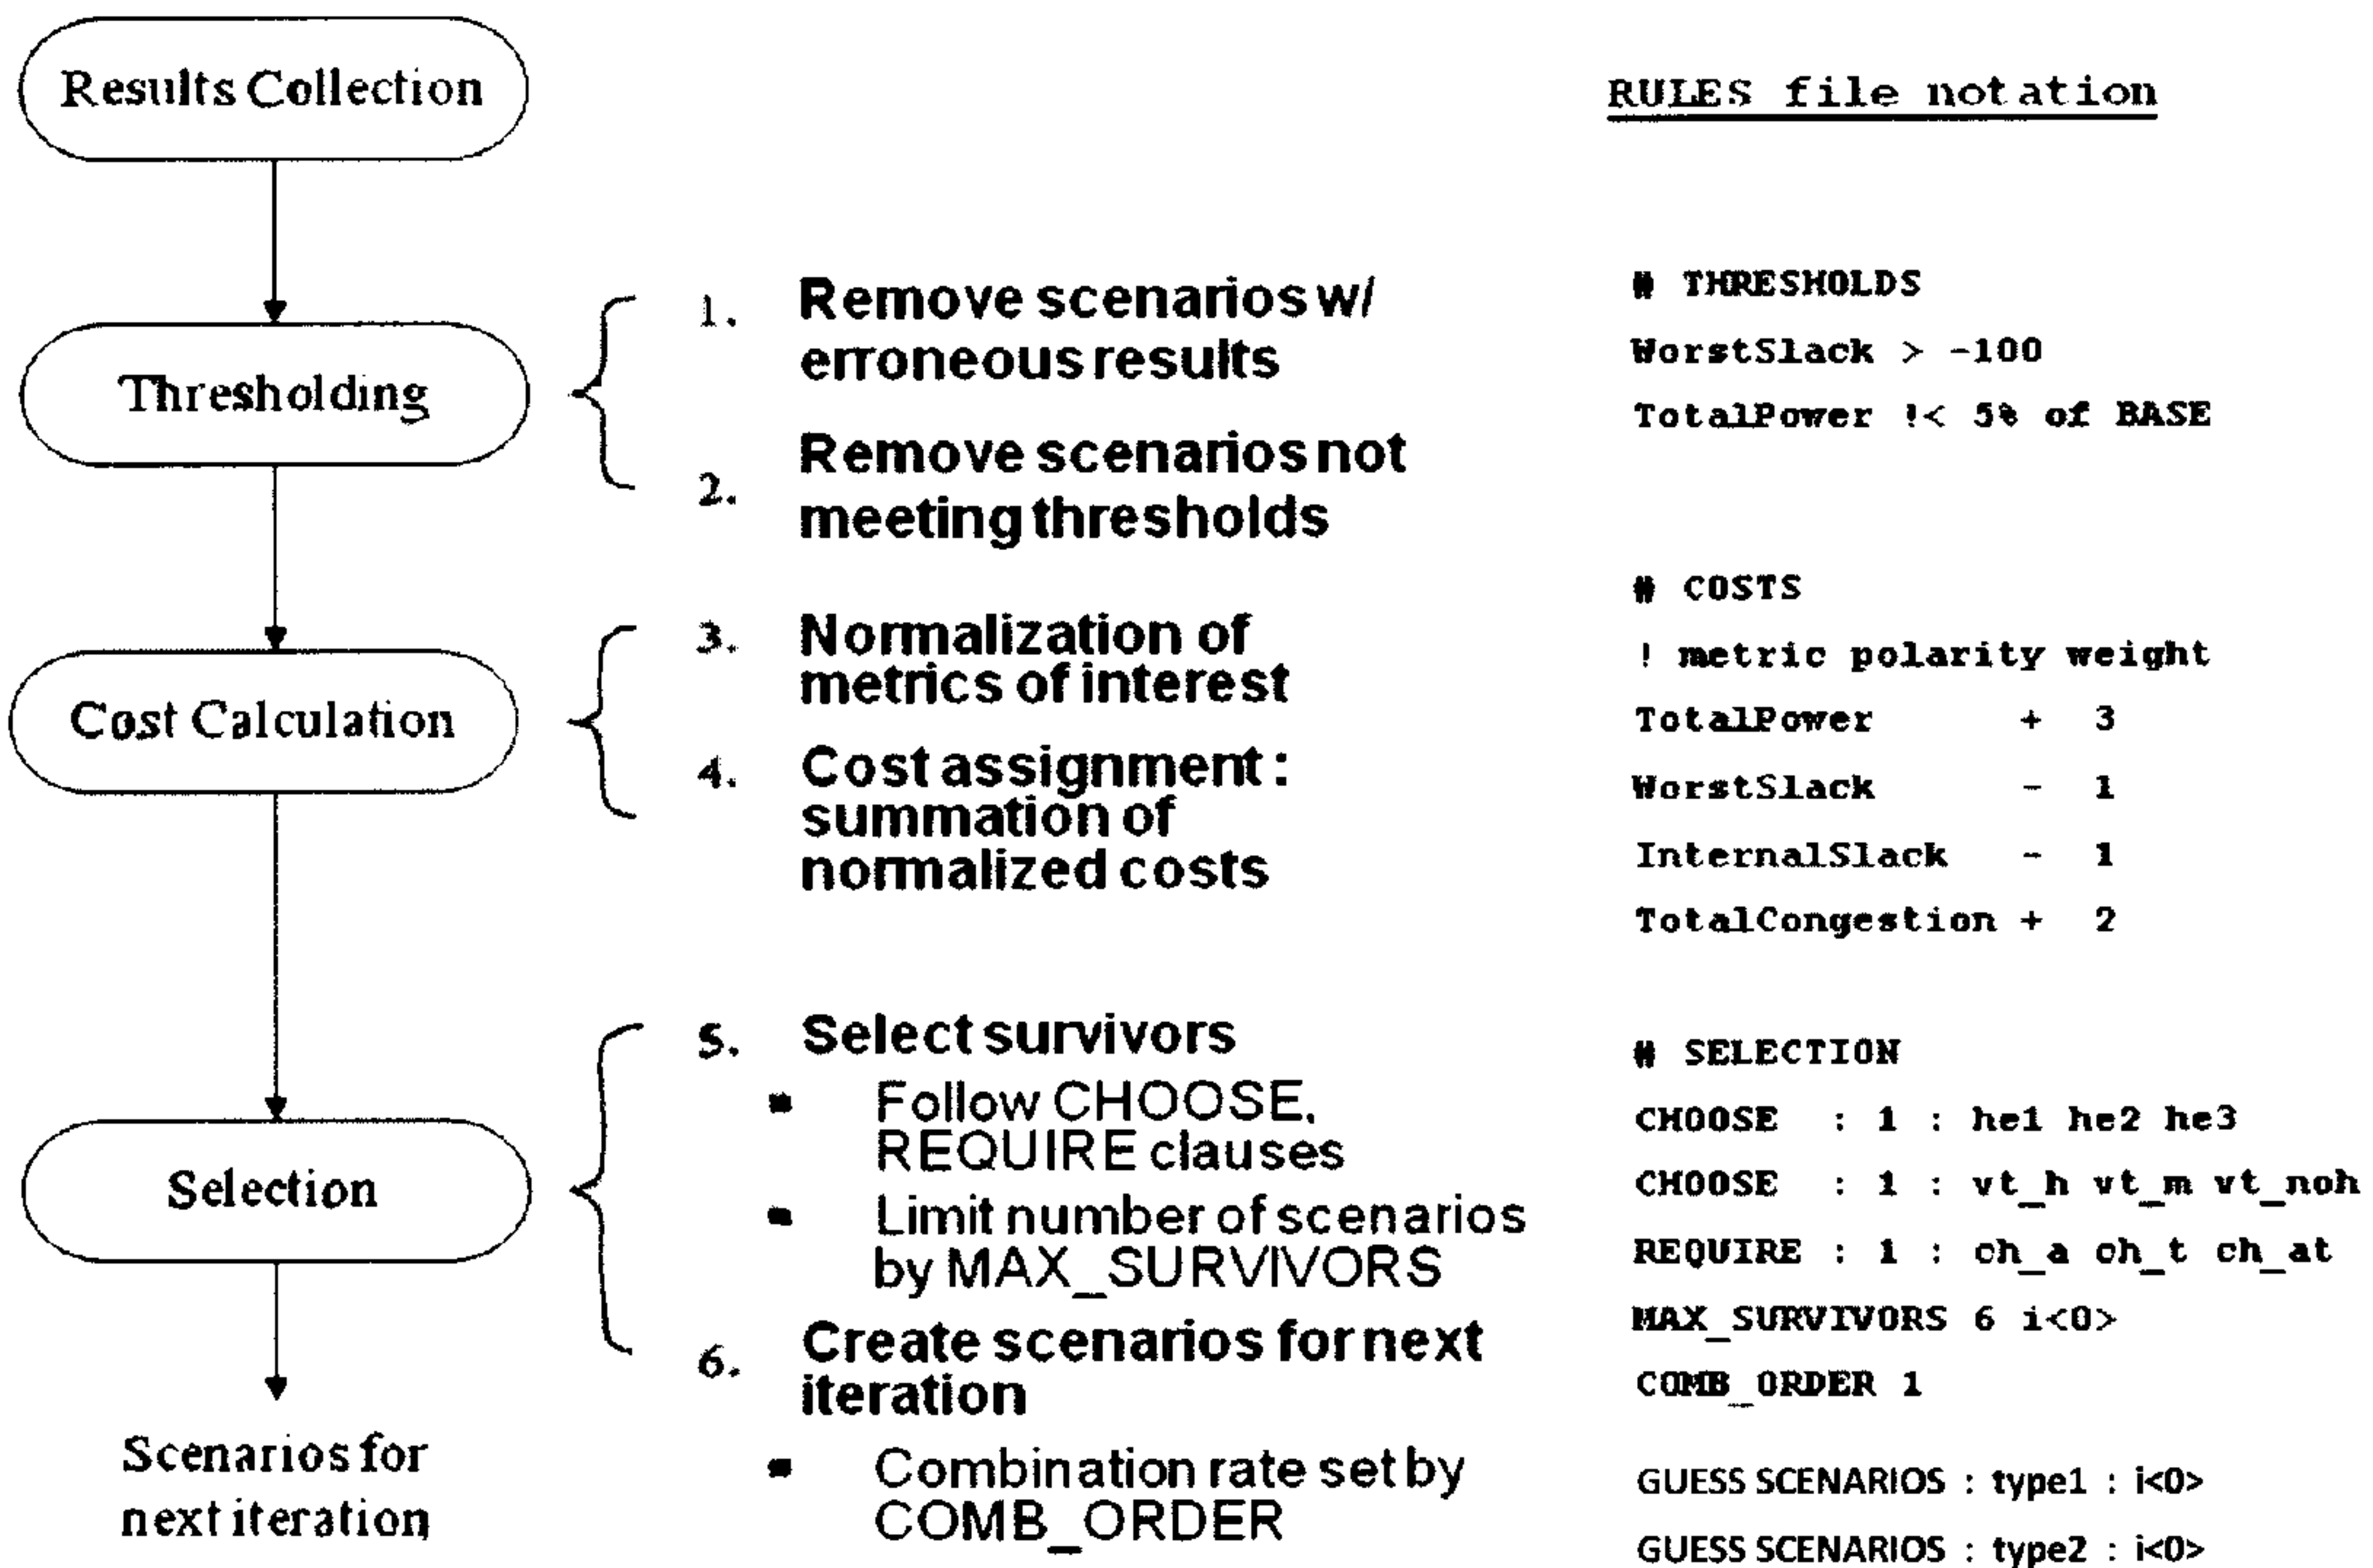 Results Collection
Thresholding
Cost Calculation
Selection
Scenarios for
next iteration
1. Remove scenarios w/
erroneous results
2. Remove scenarios not
meeting thresholds
3. Normalization of
metrics of interest
4. Cost assignment:
summation of
normalized costs
5. Select survivors
▪ Follow CHOOSE,
REQUIRE clauses
▪ Limit number of scenarios
by MAX_SURVIVORS
6. Create scenarios for next
iteration
▪ Combination rate set by
COMB_ORDER
RULES file notation
# THRESHOLDS
WorstSlack > -100
TotalPower !< 5% of BASE
# COSTS
! metric polarity weight
TotalPower + 3
WorstSlack - 1
InternalSlack - 1
TotalCongestion + 2
# SELECTION
CHOOSE : 1 : he1 he2 he3
CHOOSE : 1 : vt_h vt_m vt_noh
REQUIRE : 1 : ch_a ch_t ch_at
MAX_SURVIVORS 6 i<0>
COMB_ORDER 1
GUESS SCENARIOS : type1 : i<0>
GUESS SCENARIOS : type2 : i<0>